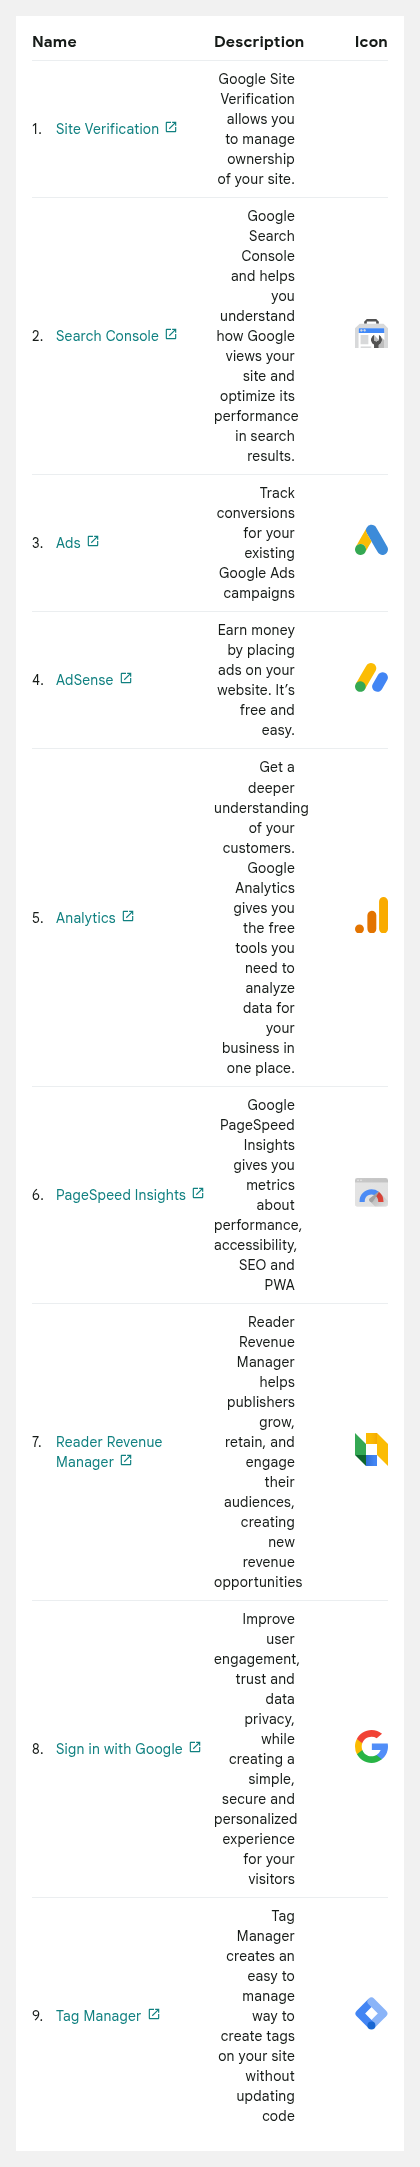 Name Description Icon
Google Site
Verification
allows you
1. Site Verification to manage
ownership
of your site.
Google
Search
Console
and helps
you
understand
2. Search Console how Google
views your
site and
optimize its
performance
in search
results.
Track
conversions
for your
3. Ads existing
Google Ads
campaigns
Earn money
by placing
ads on your
4. AdSense website. It’s
free and
easy.
Get a
deeper
understanding
of your
customers.
Google
Analytics
gives you
5. Analytics the free
tools you
need to
analyze
data for
your
business in
one place.
Google
PageSpeed
Insights
gives you
metrics
6. PageSpeed Insights about
performance,
accessibility,
SEO and
PWA
Reader
Revenue
Manager
helps
publishers
grow,
7. Reader Revenue retain, and
Manager engage
their
audiences,
creating
new
revenue
opportunities
Improve
user
engagement,
trust and
data
privacy,
8. Sign in with Google while
creating a
simple,
secure and
personalized
experience
for your
visitors
Tag
Manager
creates an
easy to
manage
9. Tag Manager way to
create tags
on your site
without
updating
code